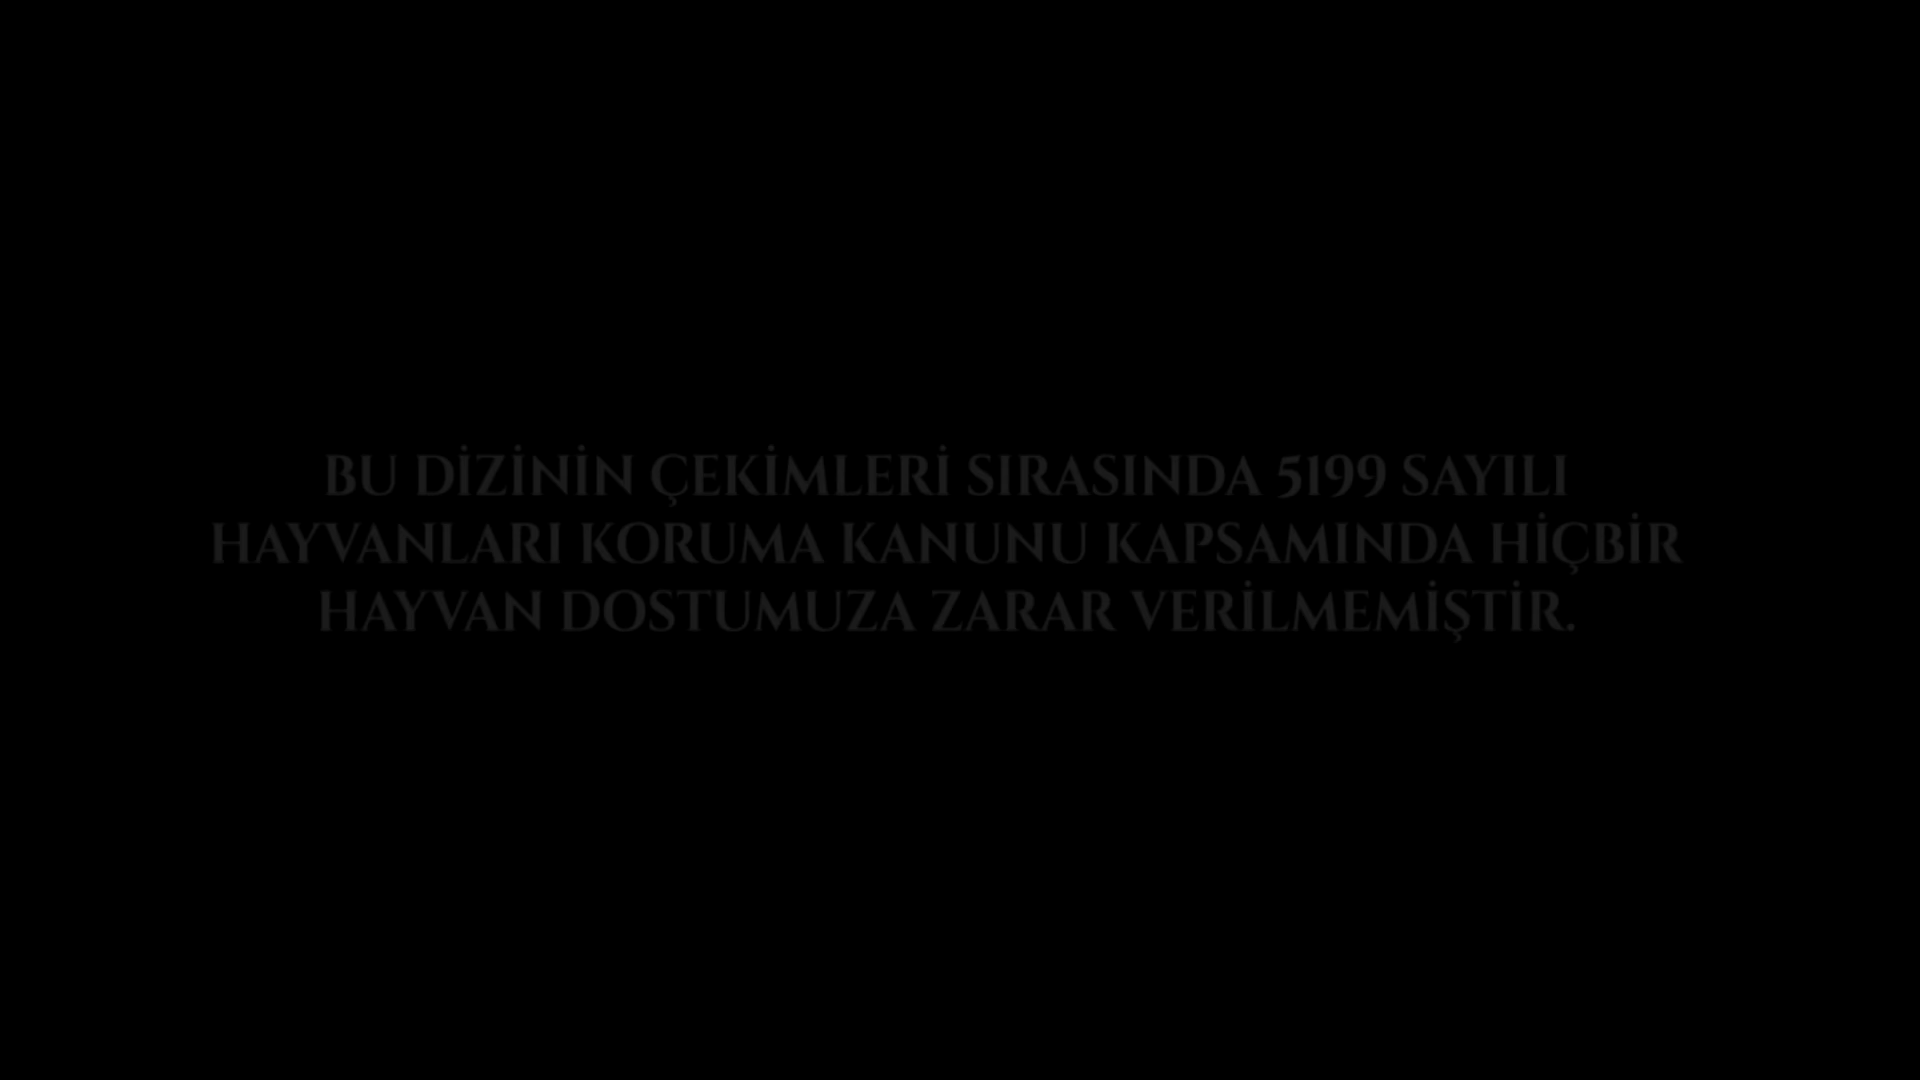 BU DİZİNİN ÇEKİMLERİ SIRASINDA 5199 SAYILI
HAYVANLARI KORUMA KANUNU KAPSAMINDA HİÇBİR
HAYVAN DOSTUMUZA ZARAR VERİLMEMİŞTİR.